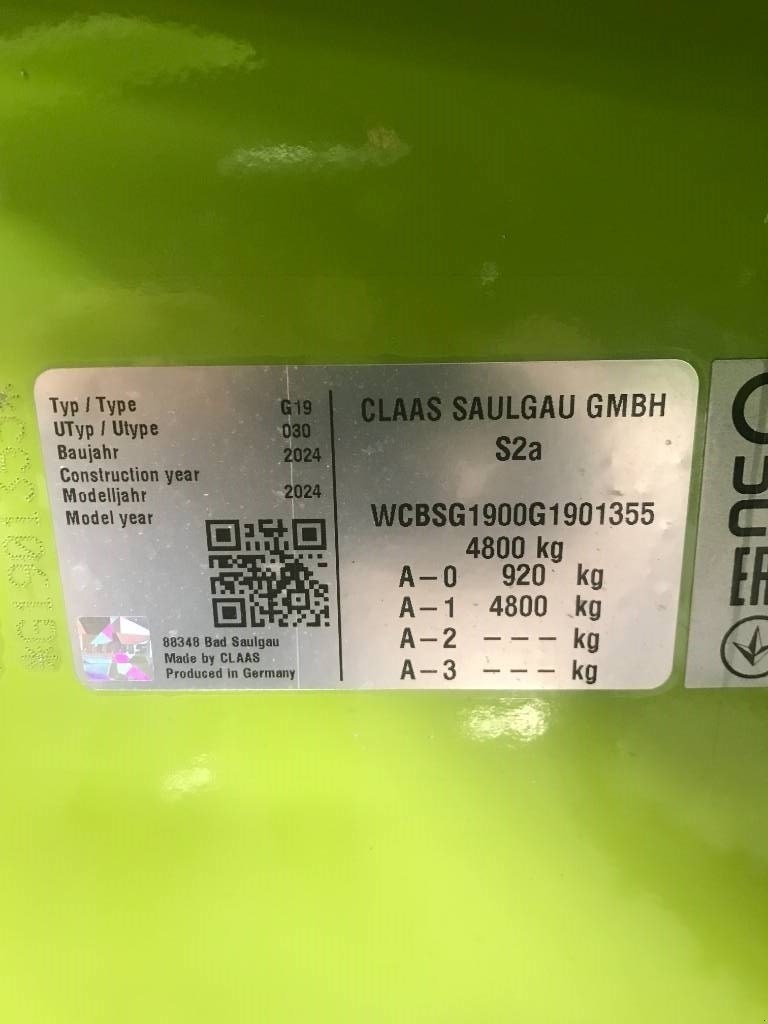 Typ / Type G19
UTyp / Utype 030
Baujahr 2024
Construction year
Modelljahr 2024
Model year
88348 Bad Saulgau
Made by CLAAS
Produced in Germany
CLAAS SAULGAU GMBH
S2a
WCBSG1900G1901355
4800 kg
A-0 920 kg
A-1 4800 kg
A-2 --- kg
A-3 --- kg
*G1901355*